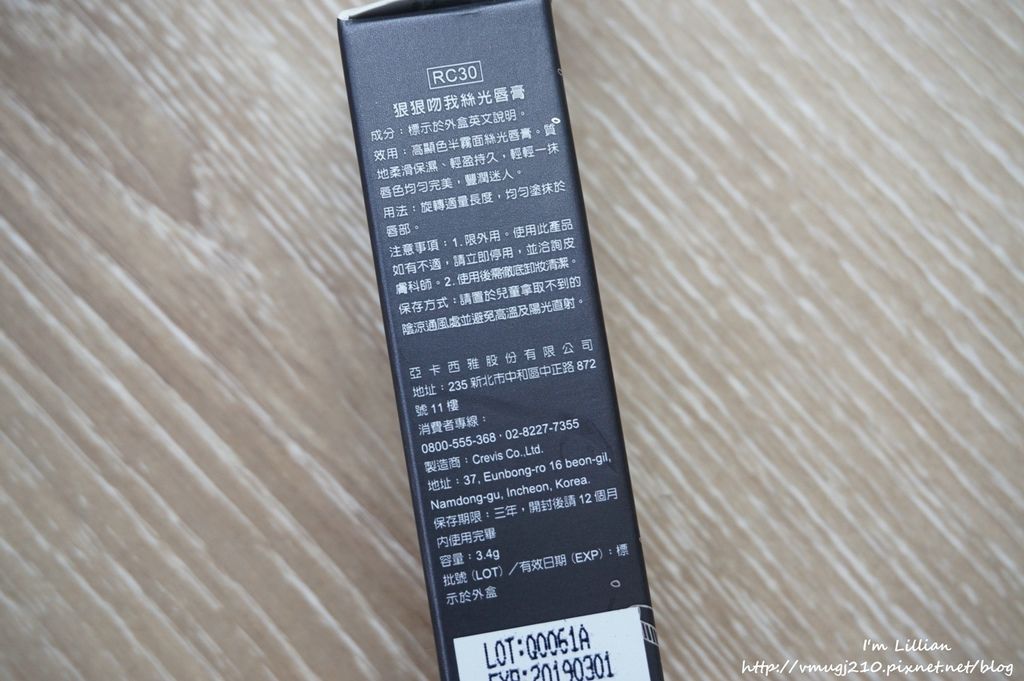 RC30
狠狠吻我絲光唇膏
成分：標示於外盒英文說明。
效用：高顯色半霧面絲光唇膏。質
地柔滑保濕、輕盈持久，輕輕一抹
唇色均勻完美，豐潤迷人。
用法：旋轉適量長度，均勻塗抹於
唇部。
注意事項：1.限外用。使用此產品
如有不適，請立即停用，並洽詢皮
膚科師。2.使用後需徹底卸妝清潔。
保存方式：請置於兒童拿取不到的
陰涼通風處並避免高溫及陽光直射。
亞卡西雅股份有限公司
地址：235 新北市中和區中正路 872
號 11 樓
消費者專線：
0800-555-368 · 02-8227-7355
製造商：Crevis Co.,Ltd.
地址：37, Eunbong-ro 16 beon-gil,
Namdong-gu, Incheon, Korea.
保存期限：三年，開封後請 12 個月
內使用完畢
容量：3.4g
批號 (LOT) ／有效日期 (EXP)：標
示於外盒
LOT:00061A
EXP:20190301
I'm Lillian
http://vmugj210.pixnet.net/blog